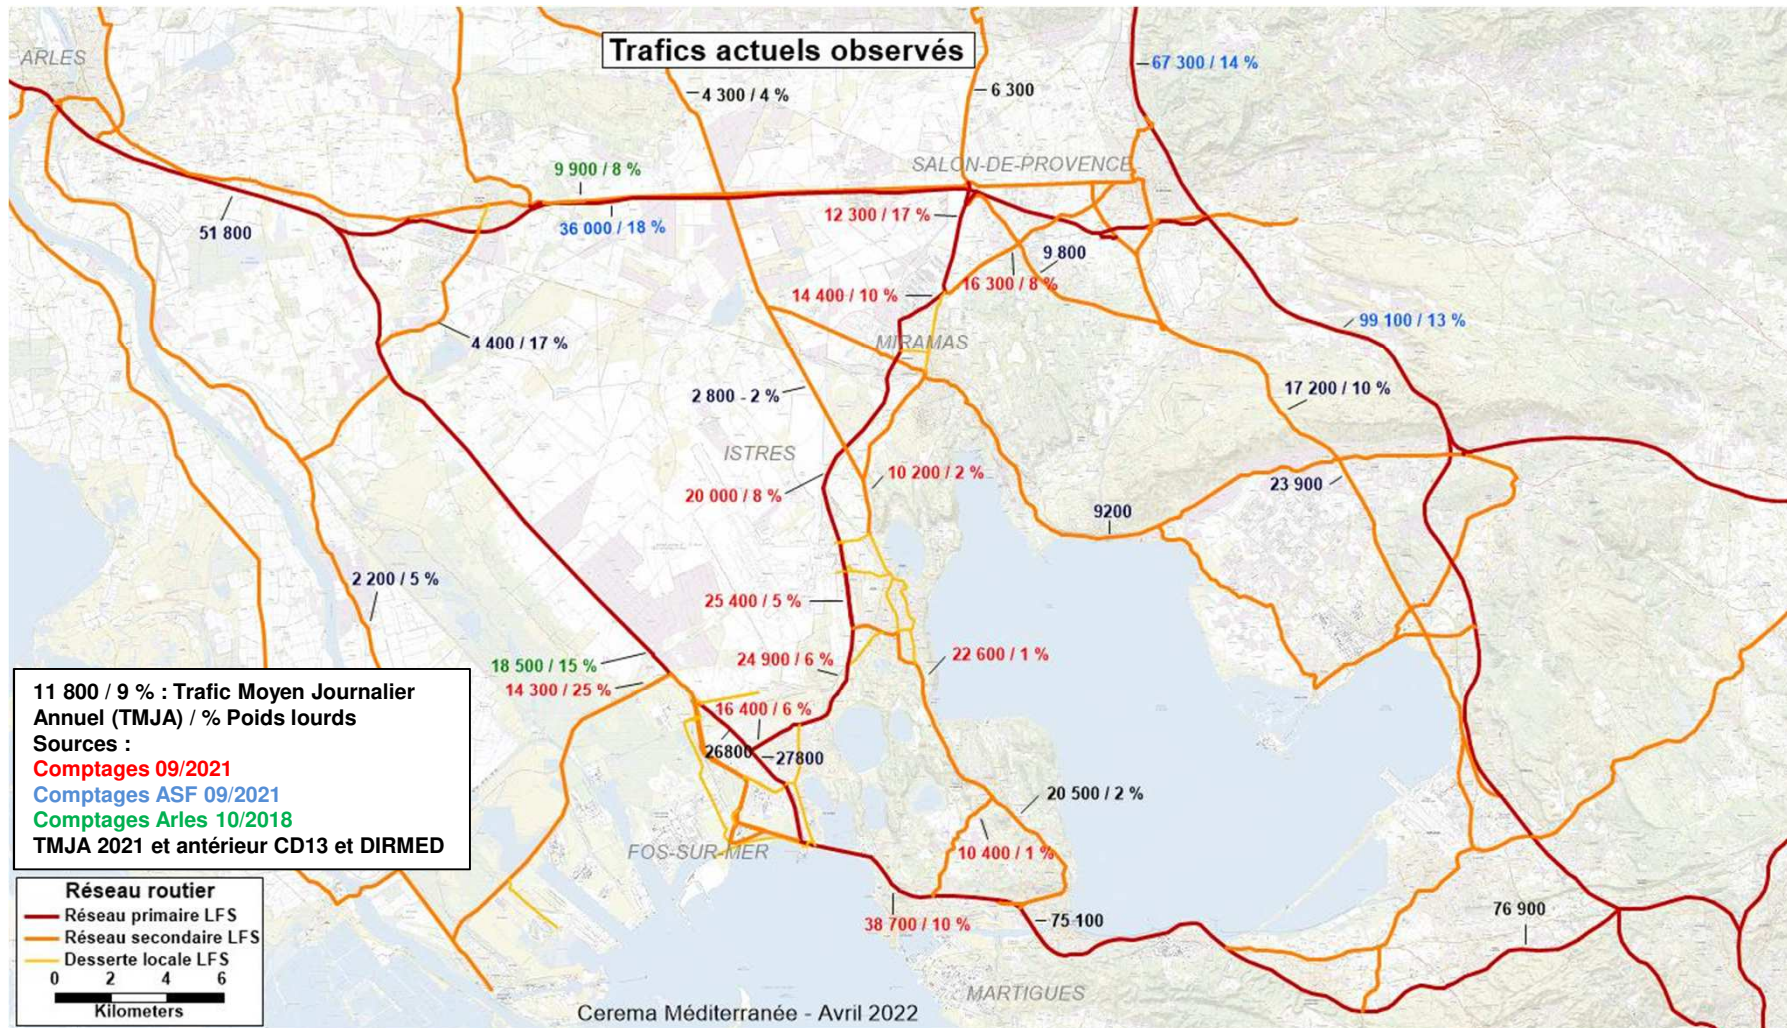 Trafics actuels observés
ARLES
67 300 / 14 %
4 300 / 4 %
6 300
SALON-DE-PROVENCE
9 900 / 8 %
12 300 / 17 %
51 800
36 000 / 18 %
9 800
16 300 / 8 %
14 400 / 10 %
99 100 / 13 %
4 400 / 17 %
MIRAMAS
2 800 - 2 %
17 200 / 10 %
ISTRES
10 200 / 2 %
20 000 / 8 %
23 900
9200
2 200 / 5 %
25 400 / 5 %
22 600 / 1 %
18 500 / 15 %
24 900 / 6 %
14 300 / 25 %
16 400 / 6 %
26800
27800
20 500 / 2 %
10 400 / 1 %
FOS-SUR-MER
38 700 / 10 %
75 100
76 900
MARTIGUES
11 800 / 9 % : Trafic Moyen Journalier
Annuel (TMJA) / % Poids lourds
Sources :
Comptages 09/2021
Comptages ASF 09/2021
Comptages Arles 10/2018
TMJA 2021 et antérieur CD13 et DIRMED
Réseau routier
Réseau primaire LFS
Réseau secondaire LFS
Desserte locale LFS
0 2 4 6
Kilometers
Cerema Méditerranée - Avril 2022